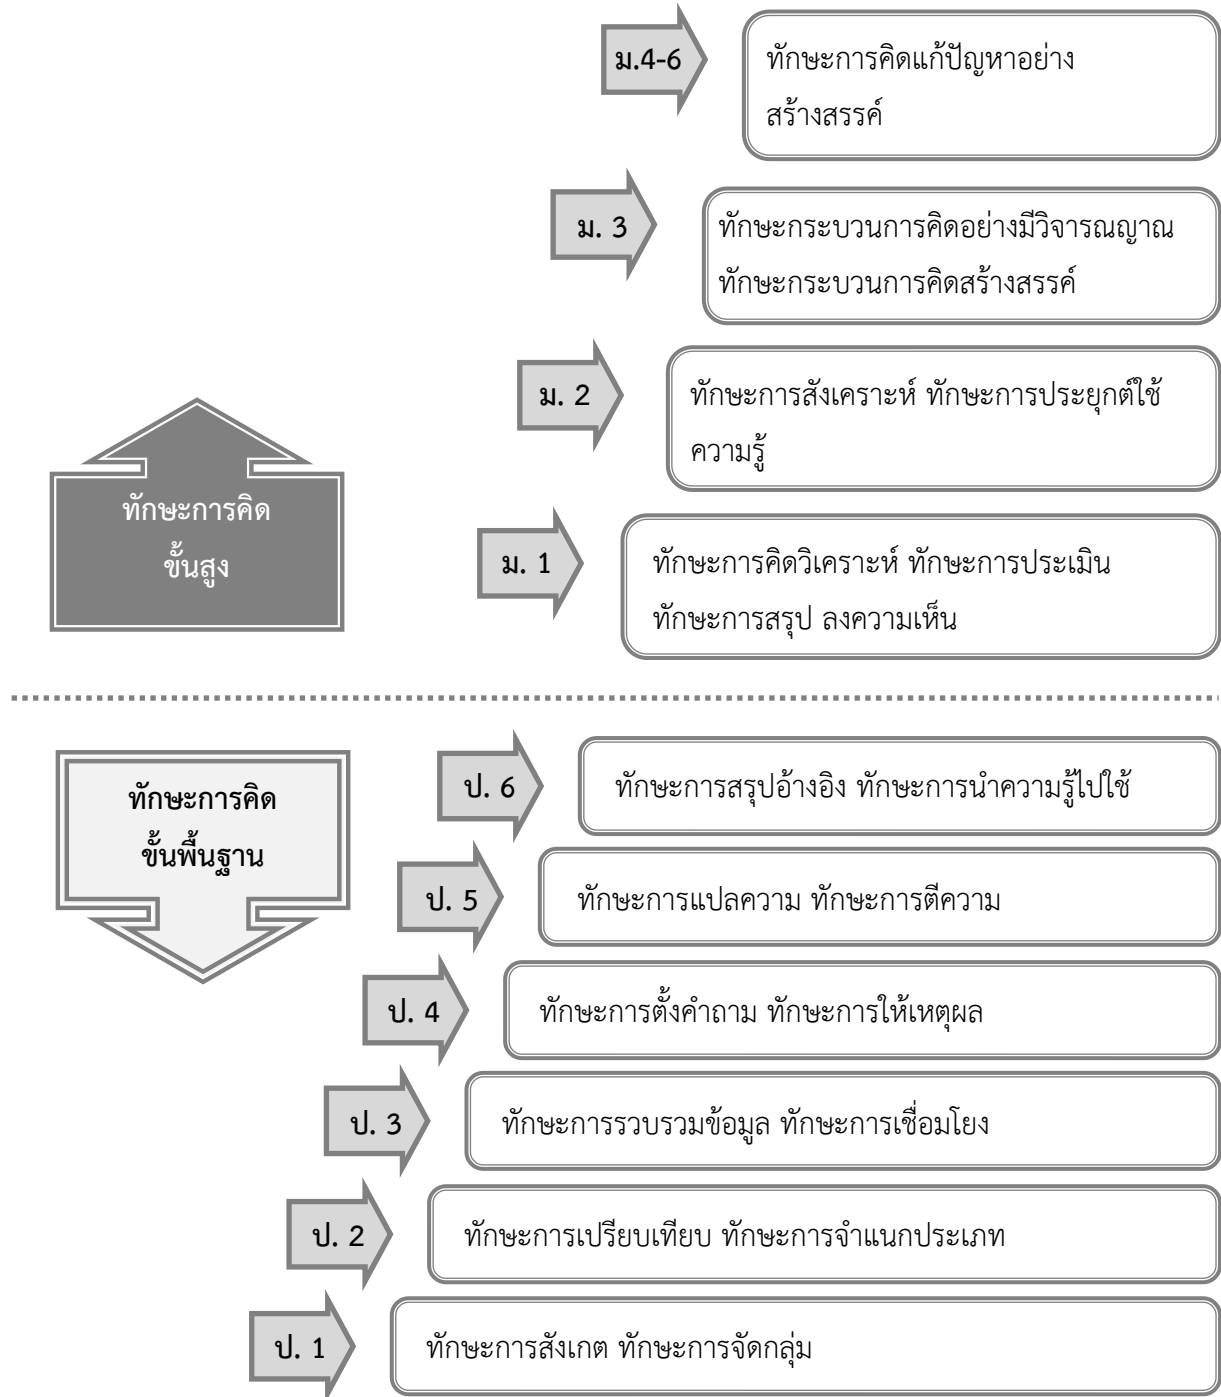 ม.4-6
ทักษะการคิดแก้ปัญหาอย่าง
สร้างสรรค์
ม. 3
ทักษะกระบวนการคิดอย่างมีวิจารณญาณ
ทักษะกระบวนการคิดสร้างสรรค์
ม. 2
ทักษะการสังเคราะห์ ทักษะการประยุกต์ใช้
ความรู้
ทักษะการคิด
ขั้นสูง
ม. 1
ทักษะการคิดวิเคราะห์ ทักษะการประเมิน
ทักษะการสรุป ลงความเห็น
ทักษะการคิด
ขั้นพื้นฐาน
ป. 6
ทักษะการสรุปอ้างอิง ทักษะการนำความรู้ไปใช้
ป. 5
ทักษะการแปลความ ทักษะการตีความ
ป. 4
ทักษะการตั้งคำถาม ทักษะการให้เหตุผล
ป. 3
ทักษะการรวบรวมข้อมูล ทักษะการเชื่อมโยง
ป. 2
ทักษะการเปรียบเทียบ ทักษะการจำแนกประเภท
ป. 1
ทักษะการสังเกต ทักษะการจัดกลุ่ม